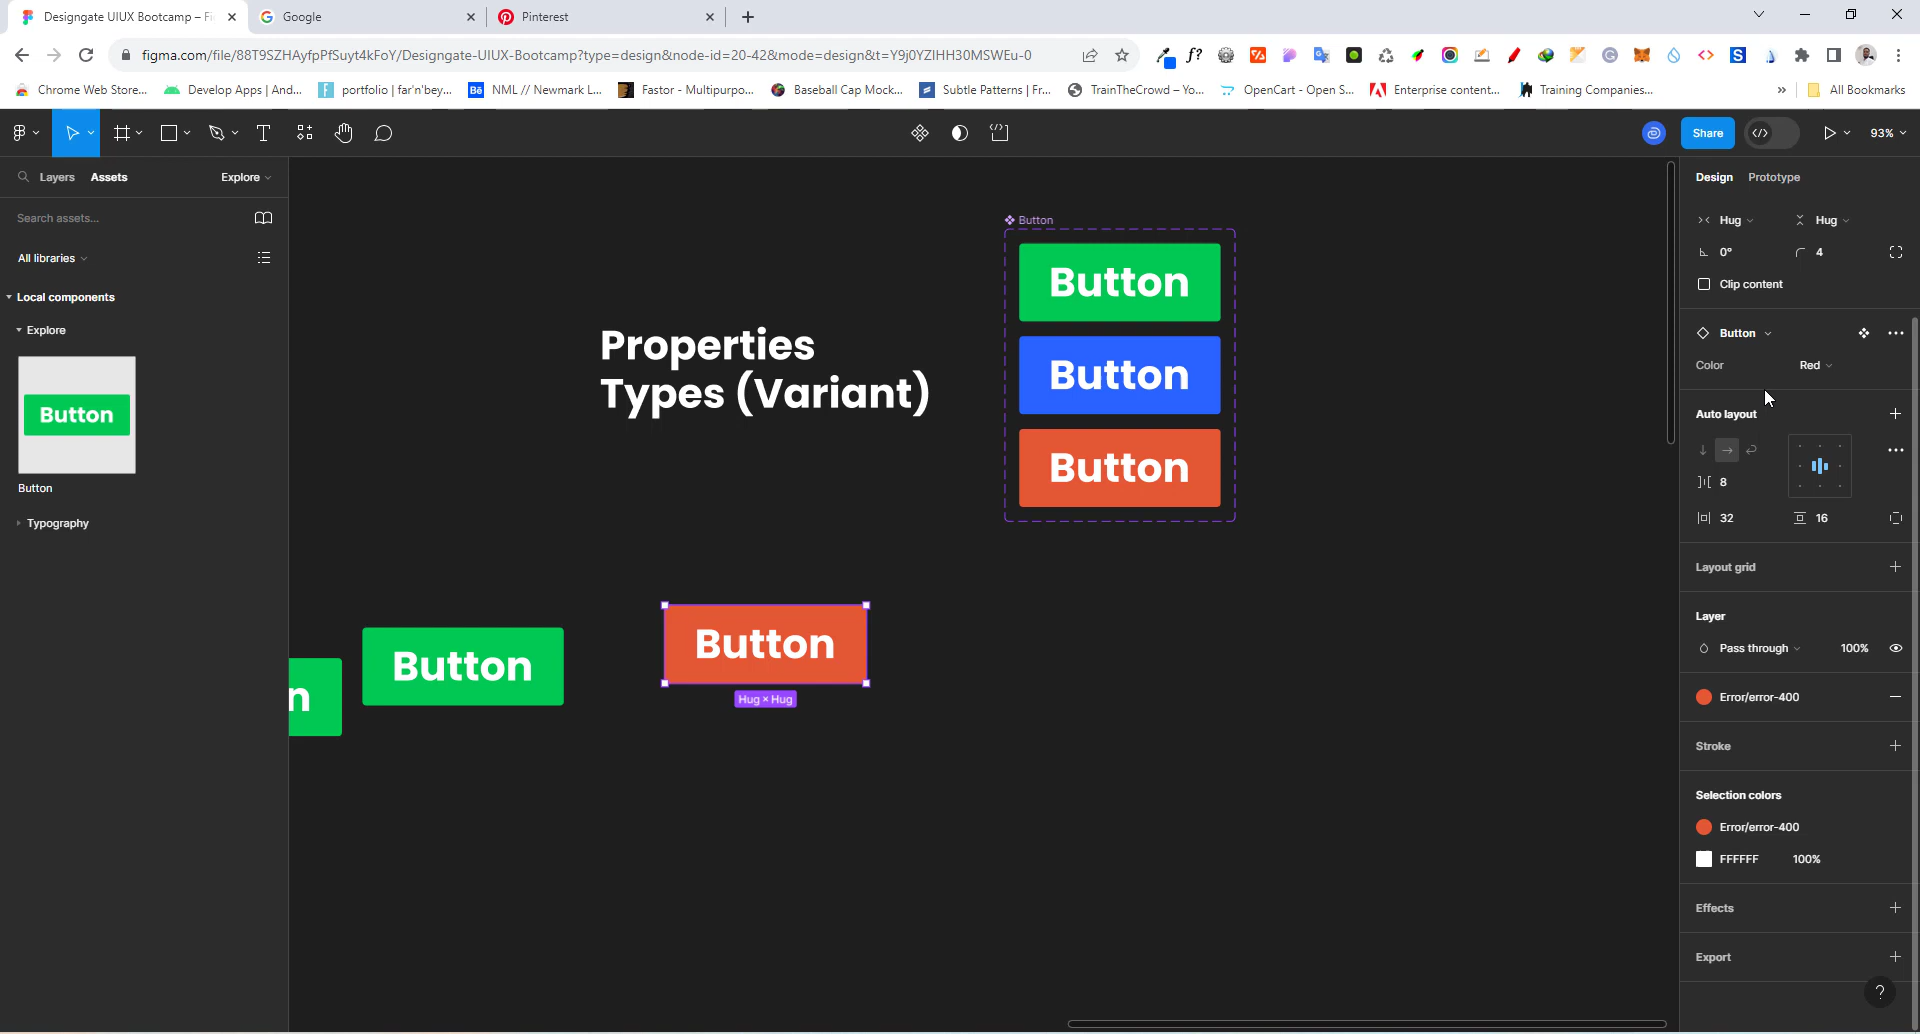 Designgate UIUX Bootcamp – Fi
Google
Pinterest
figma.com/file/88T9SZHAyfpPfSuyt4kFoY/Designgate-UIUX-Bootcamp?type=design&node-id=20-42&mode=design&t=Y9j0YZIHH30MSWEu-0
Chrome Web Store...
Develop Apps | And...
portfolio | far'n'bey...
NML // Newmark L...
Fastor - Multipurpo...
Baseball Cap Mock...
Subtle Patterns | Fr...
TrainTheCrowd – Yo...
OpenCart - Open S...
Enterprise content...
Training Companies...
»
All Bookmarks
Share
93%
Layers
Assets
Explore
Search assets...
All libraries
Local components
Explore
Button
Button
Typography
Properties
Types (Variant)
Button
Button
Button
Button
n
Button
Button
Hug × Hug
Design
Prototype
Hug
Hug
0°
4
Clip content
Button
Color
Red
Auto layout
8
32
16
Layout grid
Layer
Pass through
100%
Error/error-400
Stroke
Selection colors
Error/error-400
FFFFFF
100%
Effects
Export
?